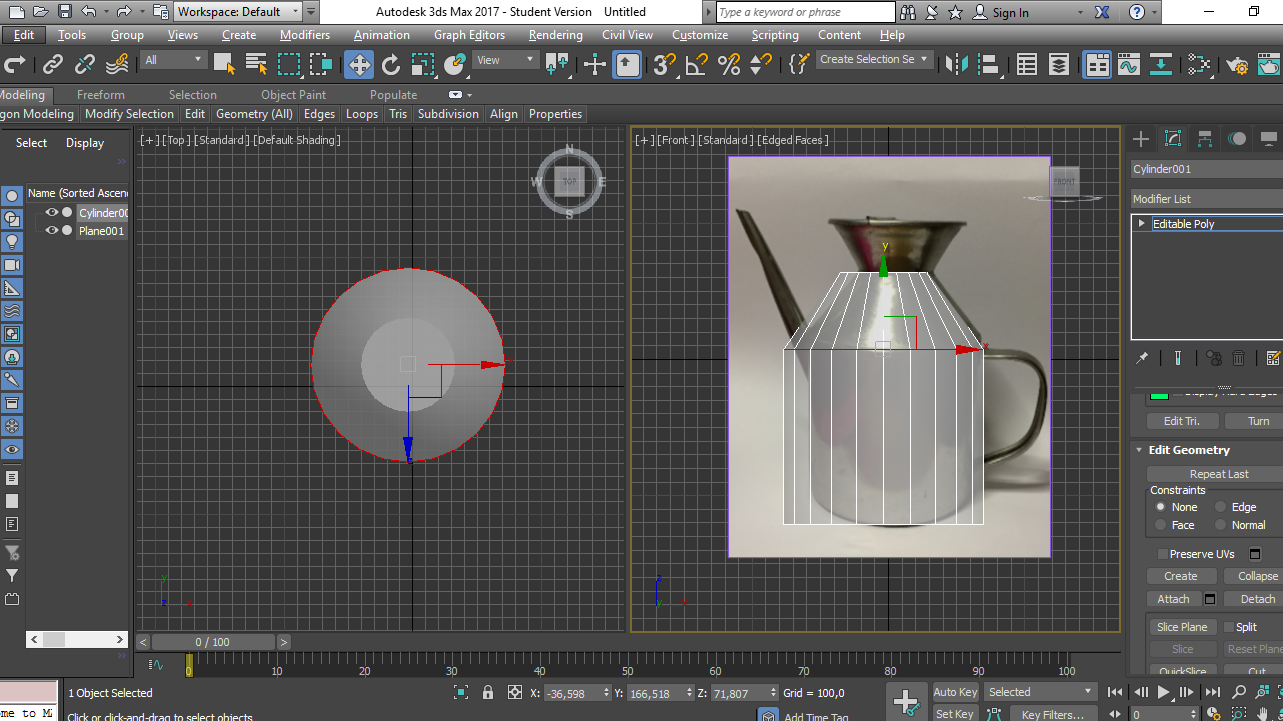 Workspace: Default
Autodesk 3ds Max 2017 - Student Version Untitled
Type a keyword or phrase
Sign In
Edit Tools Group Views Create Modifiers Animation Graph Editors Rendering Civil View Customize Scripting Content Help
All
View
3
Create Selection Se
Modeling Freeform Selection Object Paint Populate
gon Modeling Modify Selection Edit Geometry (All) Edges Loops Tris Subdivision Align Properties
Select Display
[+] [Top] [Standard] [Default Shading]
[+] [Front] [Standard] [Edged Faces]
N
W TOP E
S
FRONT
Cylinder001
Name (Sorted Ascen
Modifier List
Cylinder00
Plane001
Editable Poly
y
x
Edit Tri. Turn
Edit Geometry
Repeat Last
Constraints
None Edge
Face Normal
Preserve UVs
Create Collapse
Attach Detach
Slice Plane Split
Slice Reset Plane
QuickSlice Cut
y
z x
z
y x
< 0 / 100 >
0 10 20 30 40 50 60 70 80 90 100
1 Object Selected
X: -36,598 Y: 166,518 Z: 71,807 Grid = 100,0
Auto Key Selected
ome to Mi
Click or click-and-drag to select objects
Add Time Tag
Set Key Key Filters...
0